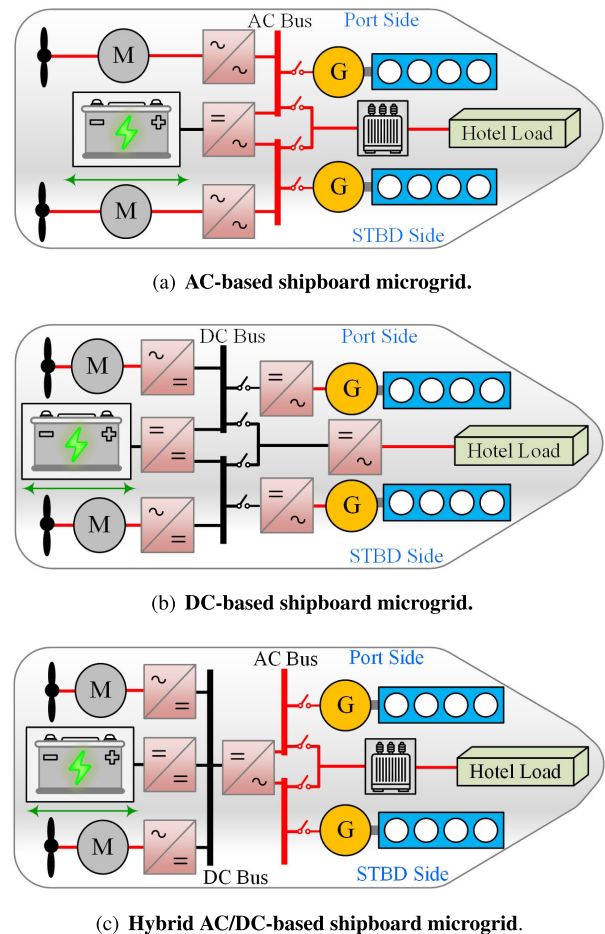 AC Bus
Port Side
M
G
Hotel Load
M
G
STBD Side
(a) AC-based shipboard microgrid.
DC Bus
Port Side
M
G
Hotel Load
M
G
STBD Side
(b) DC-based shipboard microgrid.
AC Bus
Port Side
M
G
Hotel Load
M
G
DC Bus
STBD Side
(c) Hybrid AC/DC-based shipboard microgrid.